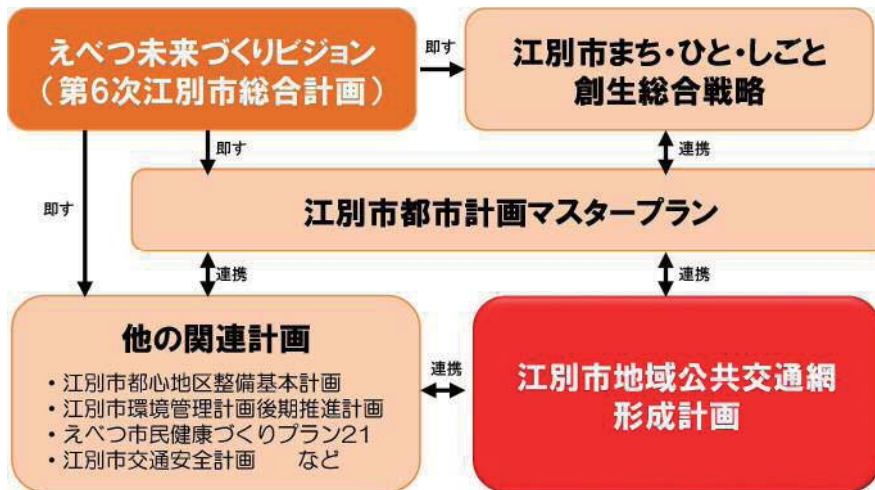 えべつ未来づくりビジョン
（第6次江別市総合計画）
即す
江別市まち・ひと・しごと
創生総合戦略
即す
連携
即す
江別市都市計画マスタープラン
連携
連携
他の関連計画
・江別市都心地区整備基本計画
・江別市環境管理計画後期推進計画
・えべつ市民健康づくりプラン21
・江別市交通安全計画　など
連携
江別市地域公共交通網
形成計画